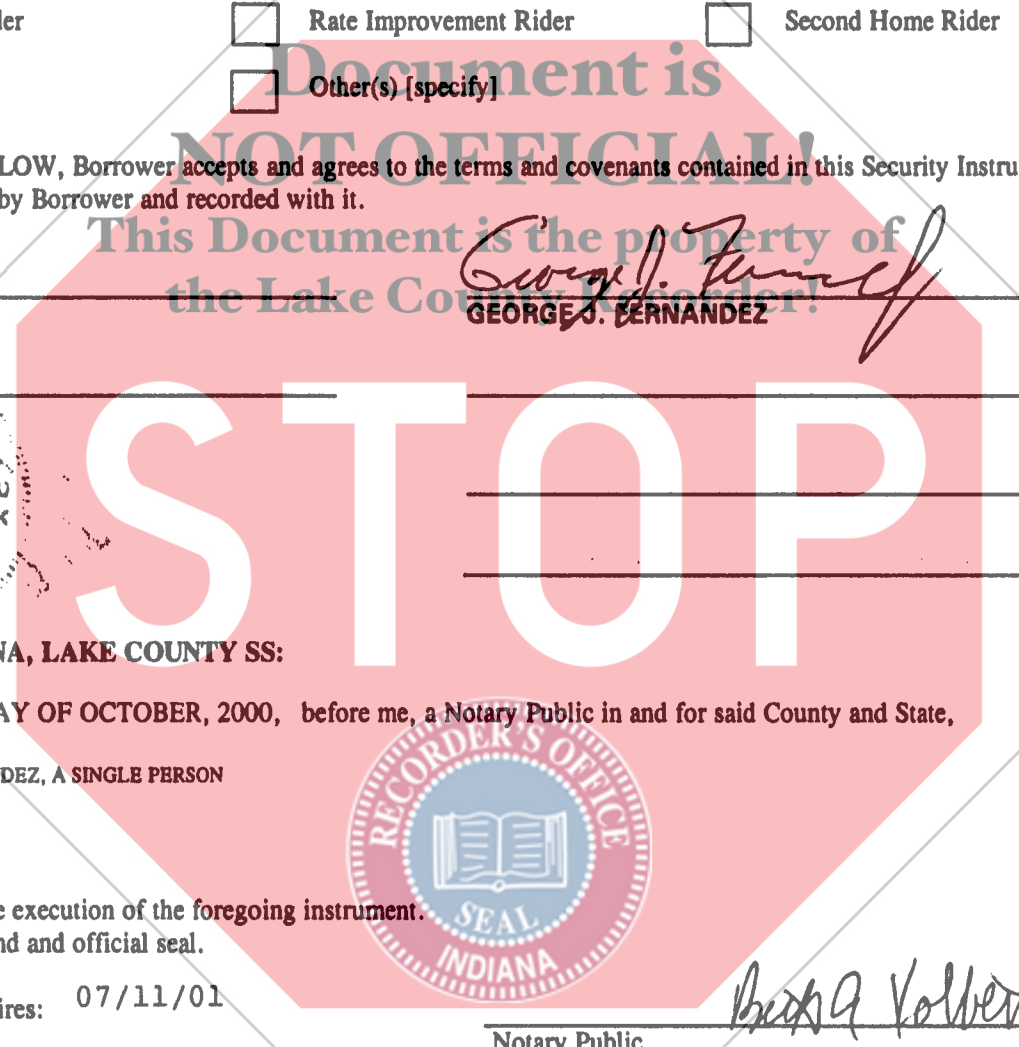 der Rate Improvement Rider Second Home Rider
Document is
Other(s) [specify]
NOT OFFICIAL!
LOW, Borrower accepts and agrees to the terms and covenants contained in this Security Instru
by Borrower and recorded with it.
This Document is the property of
George J. Fernandez
the Lake County Recorder!
GEORGE J. FERNANDEZ
STOP
NA, LAKE COUNTY SS:
AY OF OCTOBER, 2000, before me, a Notary Public in and for said County and State,
DEZ, A SINGLE PERSON
RECORDER'S OFFICE
SEAL
INDIANA
e execution of the foregoing instrument.
nd and official seal.
ires: 07/11/01
Notary Public